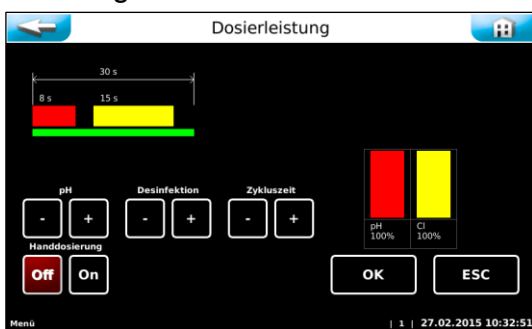 Dosierleistung
30 s
8 s 15 s
pH Desinfektion Zykluszeit
- + - + - +
pH Cl
100% 100%
Handdosierung
Off On OK ESC
Menü | 1 | 27.02.2015 10:32:51